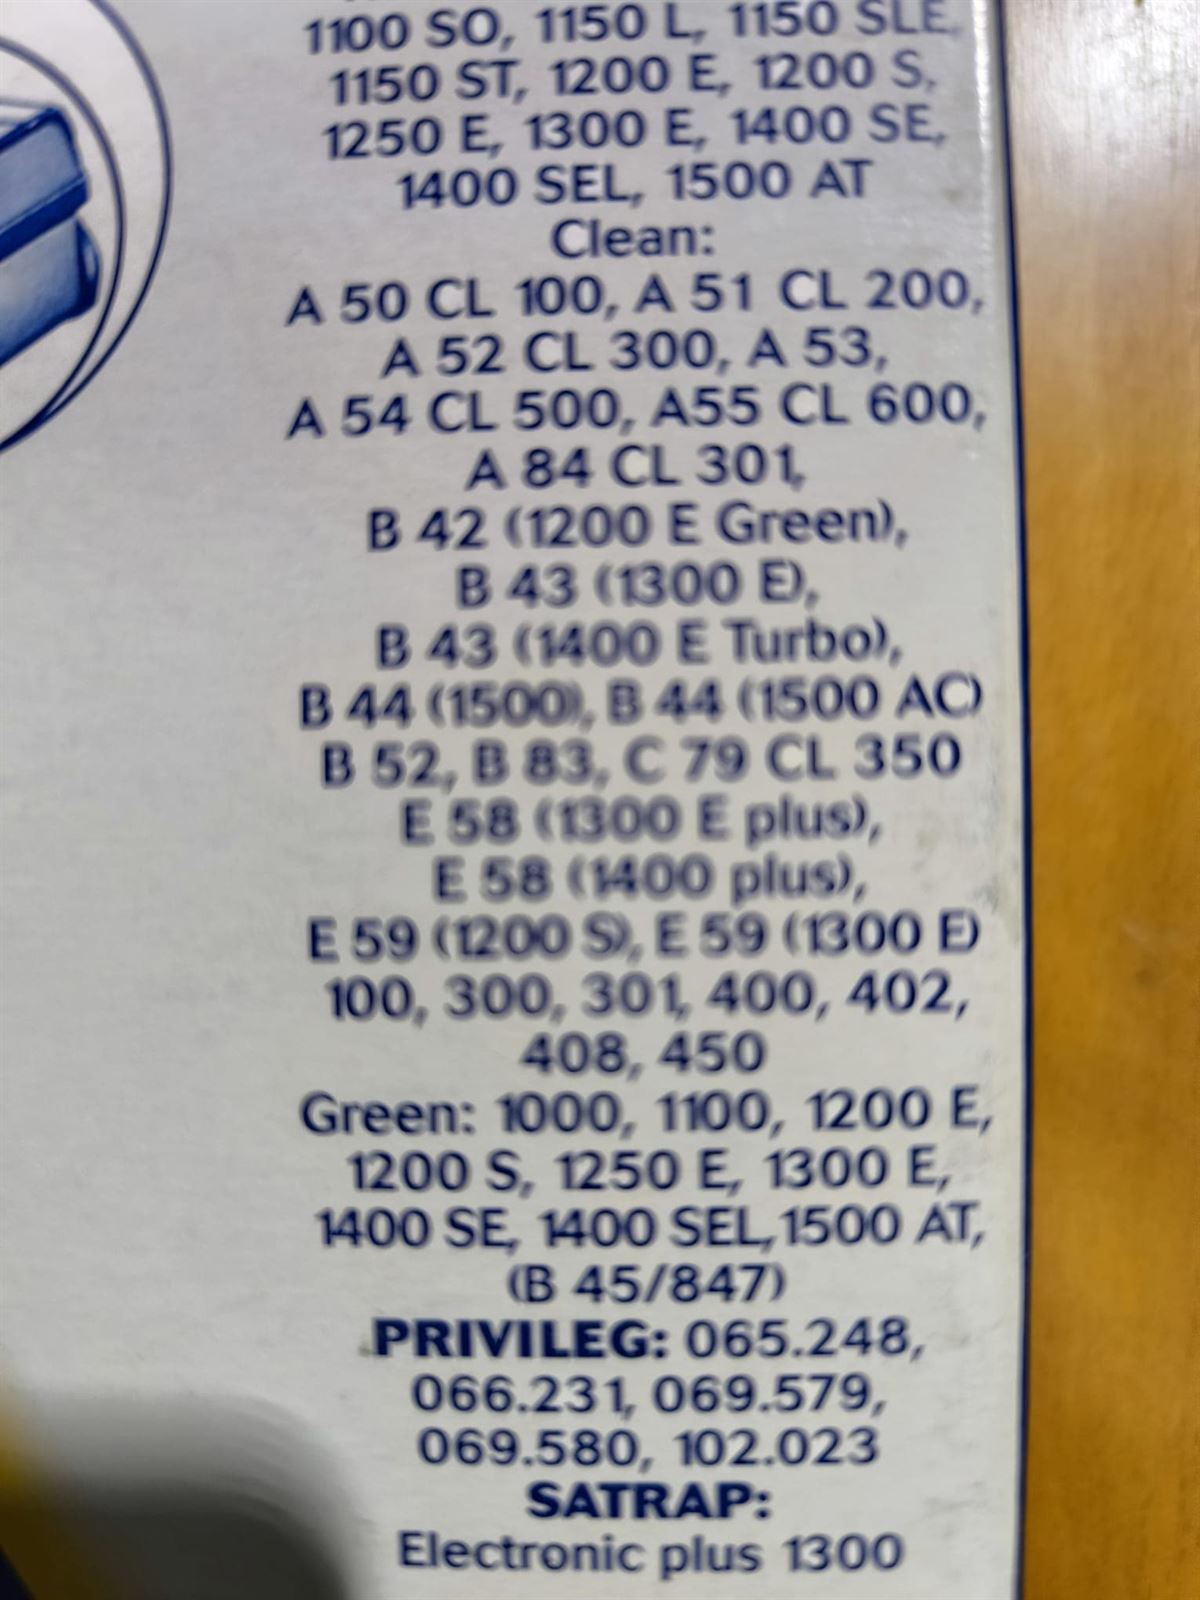 1100 SO, 1150 L, 1150 SLE,
1150 ST, 1200 E, 1200 S,
1250 E, 1300 E, 1400 SE,
1400 SEL, 1500 AT
Clean:
A 50 CL 100, A 51 CL 200,
A 52 CL 300, A 53,
A 54 CL 500, A55 CL 600,
A 84 CL 301,
B 42 (1200 E Green),
B 43 (1300 E),
B 43 (1400 E Turbo),
B 44 (1500), B 44 (1500 AC)
B 52, B 83, C 79 CL 350
E 58 (1300 E plus),
E 58 (1400 plus),
E 59 (1200 S), E 59 (1300 E)
100, 300, 301, 400, 402,
408, 450
Green: 1000, 1100, 1200 E,
1200 S, 1250 E, 1300 E,
1400 SE, 1400 SEL, 1500 AT,
(B 45/847)
PRIVILEG: 065.248,
066.231, 069.579,
069.580, 102.023
SATRAP:
Electronic plus 1300